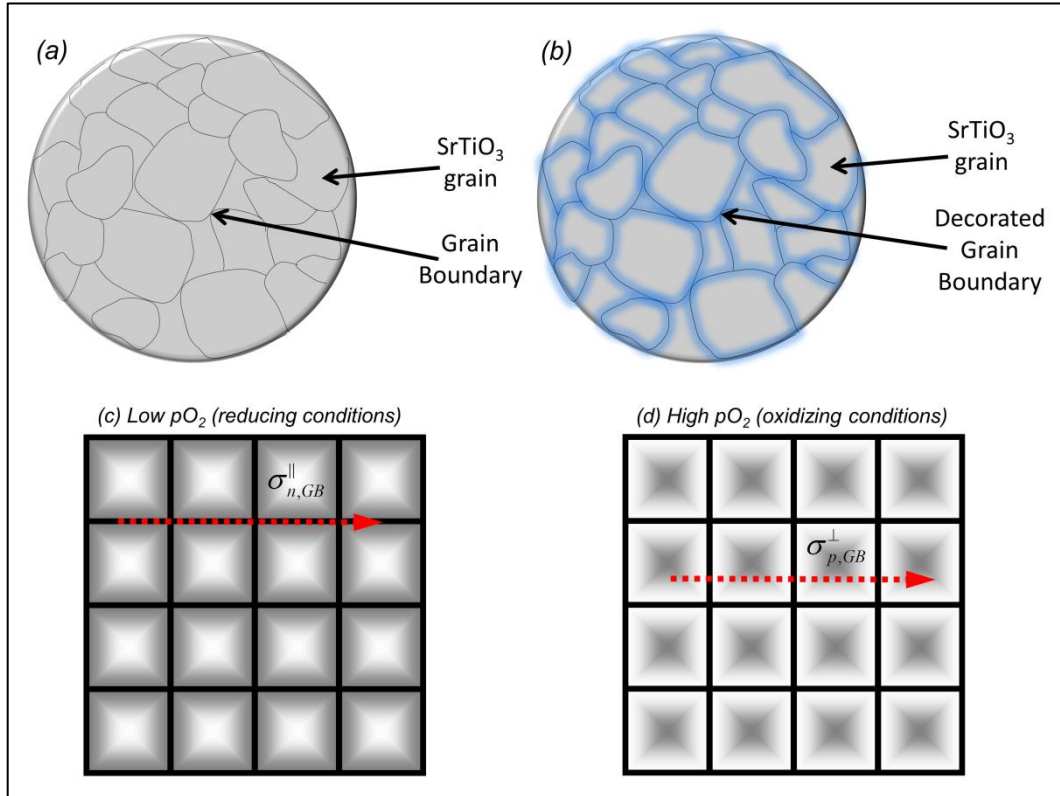 (a)
SrTiO₃
grain
Grain
Boundary
(b)
SrTiO₃
grain
Decorated
Grain
Boundary
(c) Low pO₂ (reducing conditions)
σ∥n,GB
(d) High pO₂ (oxidizing conditions)
σ⊥p,GB